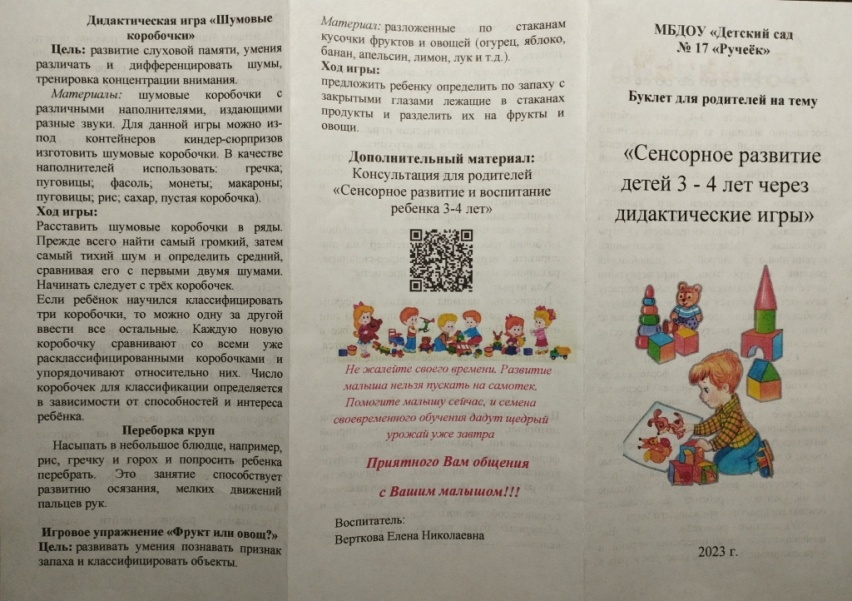 Дидактическая игра «Шумовые
коробочки»
Цель: развитие слуховой памяти, умения
различать и дифференцировать шумы,
тренировка концентрации внимания.
Материалы: шумовые коробочки с
различными наполнителями, издающими
разные звуки. Для данной игры можно из-
под контейнеров киндер-сюрпризов
изготовить шумовые коробочки. В качестве
наполнителей использовать: гречка;
пуговицы; фасоль; монеты; макароны;
пуговицы; рис; сахар, пустая коробочка).
Ход игры:
Расставить шумовые коробочки в ряды.
Прежде всего найти самый громкий, затем
самый тихий шум и определить средний,
сравнивая его с первыми двумя шумами.
Начинать следует с трёх коробочек.
Если ребёнок научился классифицировать
три коробочки, то можно одну за другой
ввести все остальные. Каждую новую
коробочку сравнивают со всеми уже
расклассифицированными коробочками и
упорядочивают относительно них. Число
коробочек для классификации определяется
в зависимости от способностей и интереса
ребёнка.
Переборка круп
Насыпать в небольшое блюдце, например,
рис, гречку и горох и попросить ребенка
перебрать. Это занятие способствует
развитию осязания, мелких движений
пальцев рук.
Игровое упражнение «Фрукт или овощ?»
Цель: развивать умения познавать признак
запаха и классифицировать объекты.
Материал: разложенные по стаканам
кусочки фруктов и овощей (огурец, яблоко,
банан, апельсин, лимон, лук и т.д.).
Ход игры:
предложить ребенку определить по запаху с
закрытыми глазами лежащие в стаканах
продукты и разделить их на фрукты и
овощи.
Дополнительный материал:
Консультация для родителей
«Сенсорное развитие и воспитание
ребенка 3-4 лет»
Не жалейте своего времени. Развитие
малыша нельзя пускать на самотек.
Помогите малышу сейчас, и семена
своевременного обучения дадут щедрый
урожай уже завтра
Приятного Вам общения
с Вашим малышом!!!
Воспитатель:
Верткова Елена Николаевна
МБДОУ «Детский сад
№ 17 «Ручеёк»
Буклет для родителей на тему
«Сенсорное развитие
детей 3 - 4 лет через
дидактические игры»
2023 г.